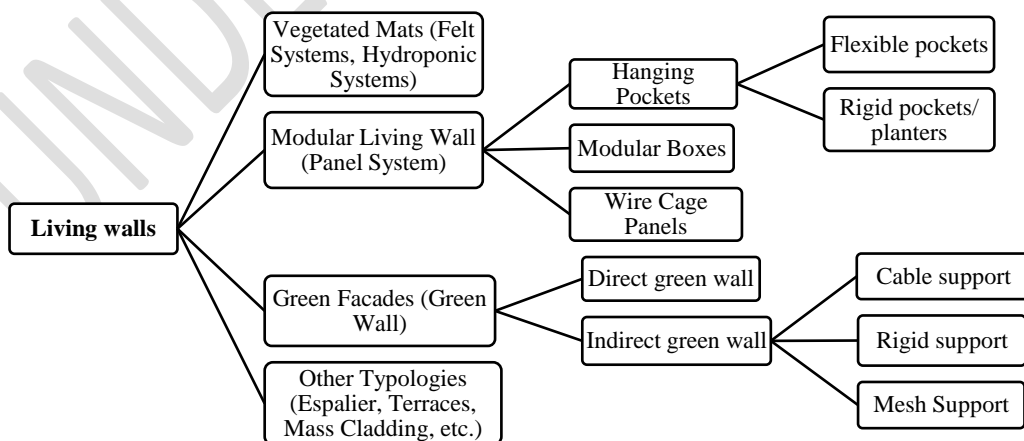 Vegetated Mats (Felt
Systems, Hydroponic
Systems)
Flexible pockets
Hanging
Pockets
Rigid pockets/
planters
Modular Living Wall
(Panel System)
Modular Boxes
Wire Cage
Panels
Living walls
Direct green wall
Cable support
Green Facades (Green
Wall)
Indirect green wall
Rigid support
Other Typologies
(Espalier, Terraces,
Mass Cladding, etc.)
Mesh Support
UNDE